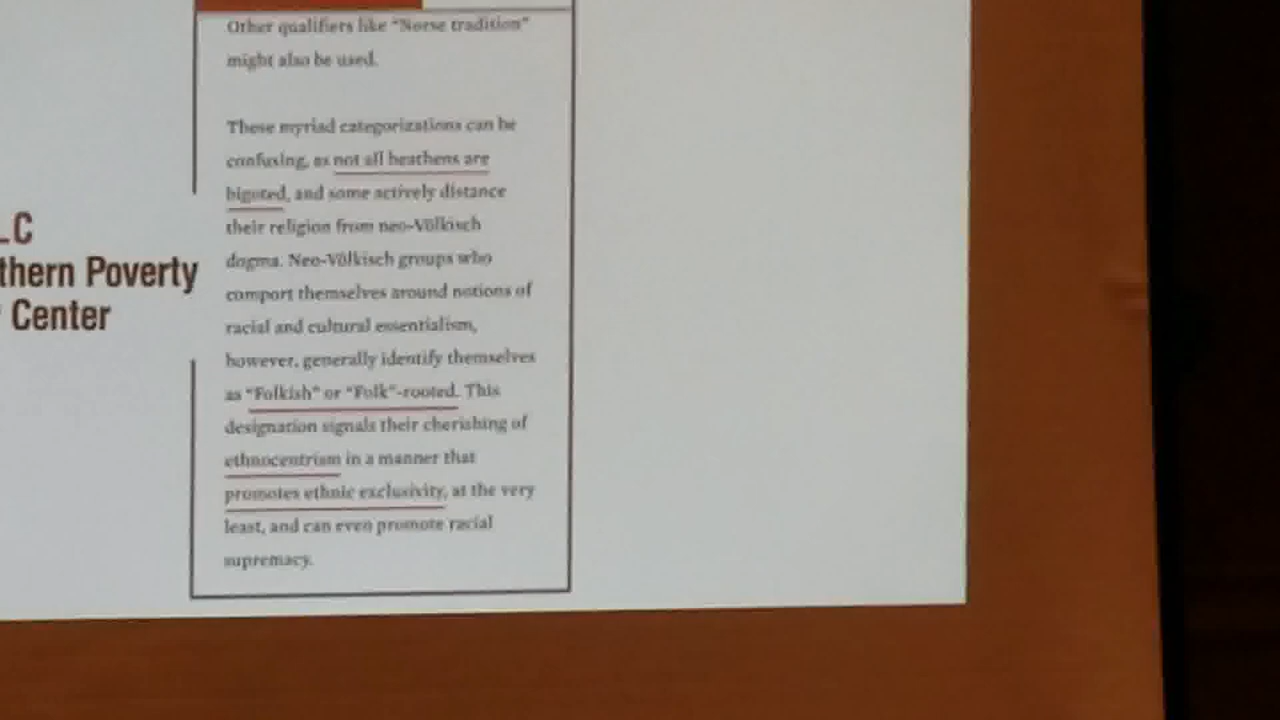 Other qualifiers like "Norse tradition"
might also be used.
These myriad categorizations can be
confusing, as not all heathens are
bigoted, and some actively distance
their religion from neo-Völkisch
dogma. Neo-Völkisch groups who
comport themselves around notions of
racial and cultural essentialism,
however, generally identify themselves
as "Folkish" or "Folk"-rooted. This
designation signals their cherishing of
ethnocentrism in a manner that
promotes ethnic exclusivity, at the very
least, and can even promote racial
supremacy.
LC
thern Poverty
Center